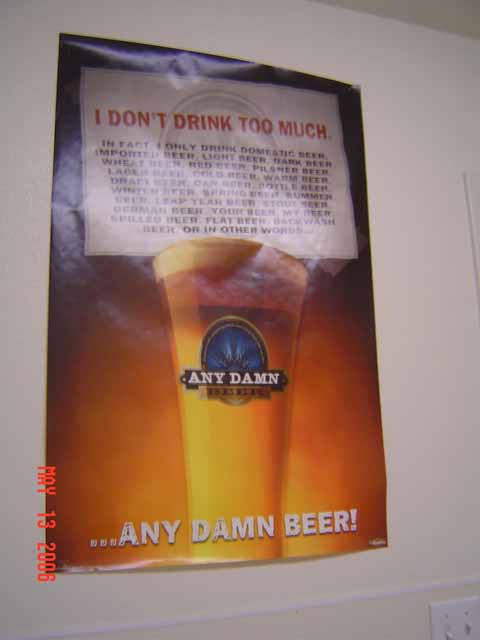 I DON'T DRINK TOO MUCH.
IN FACT I ONLY DRINK DOMESTIC BEER,
IMPORTED BEER, LIGHT BEER, DARK BEER
WHEAT BEER, RED BEER, PILSNER BEER,
LAGER BEER, COLD BEER, WARM BEER,
DRAFT BEER, CAN BEER, BOTTLE BEER,
WINTER BEER, SPRING BEER, SUMMER
BEER, LEAP YEAR BEER, STOUT BEER,
GERMAN BEER, YOUR BEER, MY BEER,
SPILLED BEER, FLAT BEER, BACKWASH
BEER, OR IN OTHER WORDS...
ANY DAMN
...ANY DAMN BEER!
MAY 13 2006